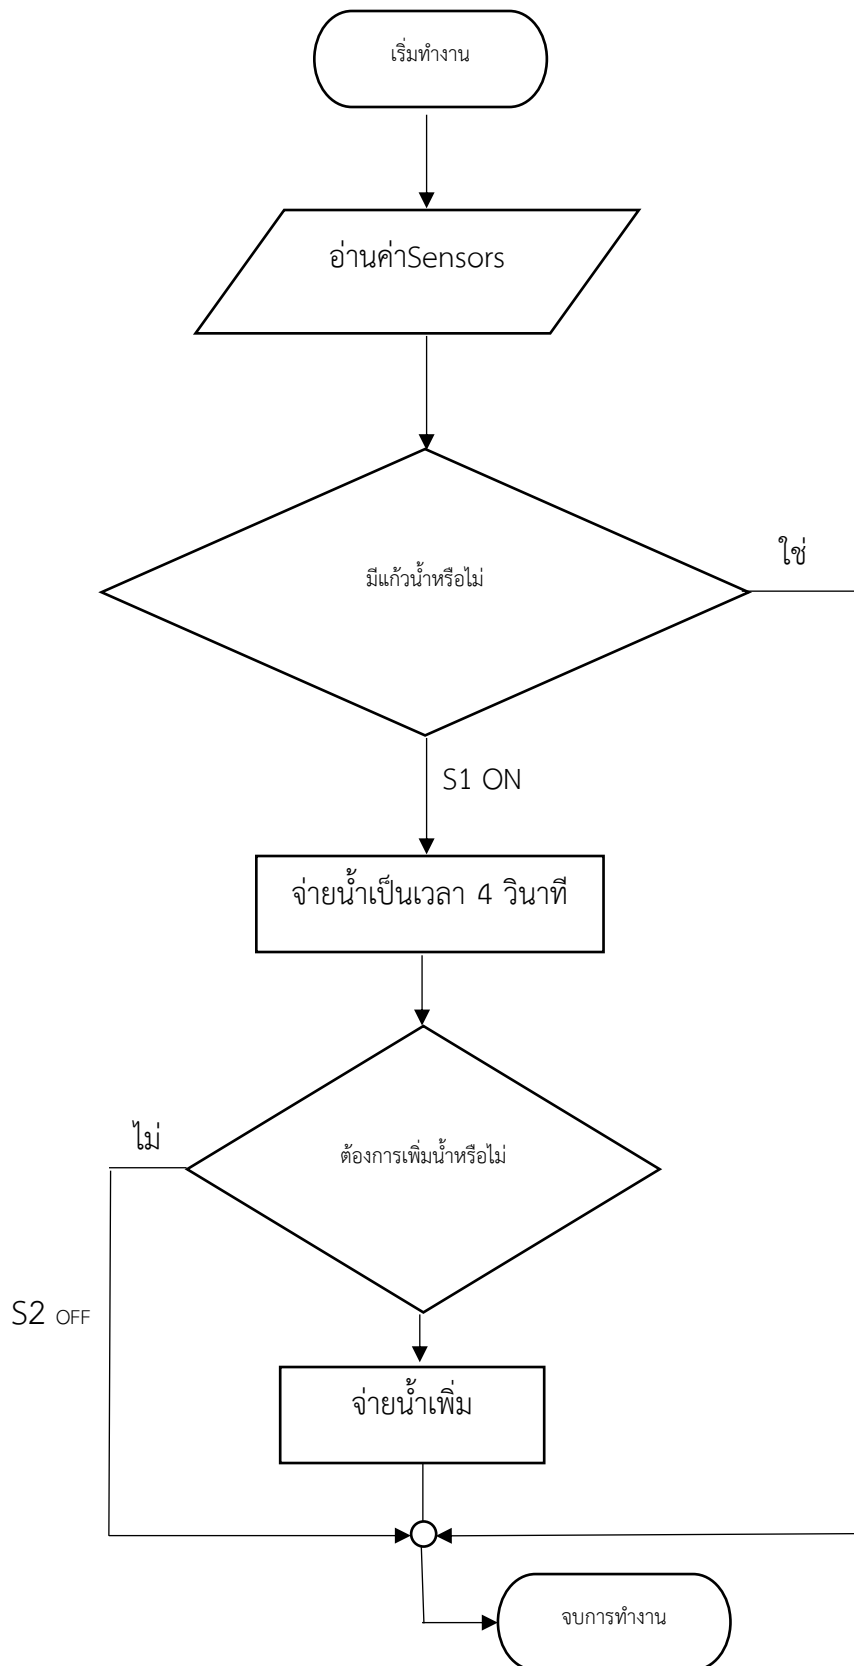 เริ่มทำงาน
อ่านค่าSensors
มีแก้วน้ำหรือไม่
ใช่
S1 ON
จ่ายน้ำเป็นเวลา 4 วินาที
ไม่
ต้องการเพิ่มน้ำหรือไม่
S2 OFF
จ่ายน้ำเพิ่ม
จบการทำงาน